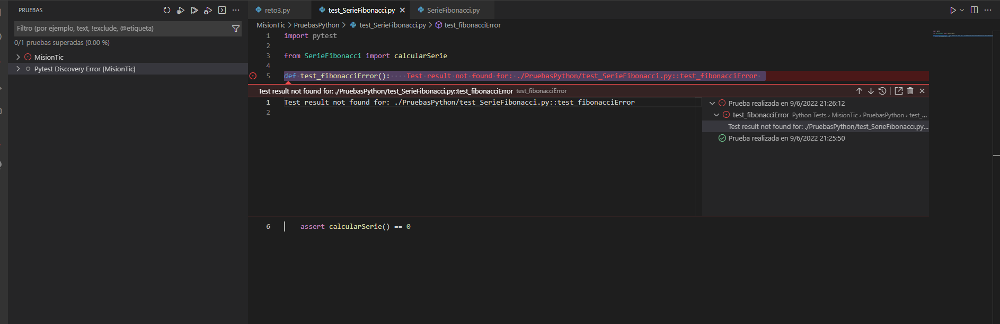 PRUEBAS
Filtro (por ejemplo, text, !exclude, @etiqueta)
0/1 pruebas superadas (0.00 %)
MisionTic
Pytest Discovery Error [MisionTic]
reto3.py
test_SerieFibonacci.py
SerieFibonacci.py
MisionTic > PruebasPython > test_SerieFibonacci.py > test_fibonacciError
1 import pytest
2
3 from SerieFibonacci import calcularSerie
4
5 def test_fibonacciError(): ···· Test result not found for: ./PruebasPython/test_SerieFibonacci.py::test_fibonacciError
Test result not found for: ./PruebasPython/test_SerieFibonacci.py::test_fibonacciError test_fibonacciError
1 Test result not found for: ./PruebasPython/test_SerieFibonacci.py::test_fibonacciError
2
Prueba realizada en 9/6/2022 21:26:12
test_fibonacciError Python Tests › MisionTic › PruebasPython › test_...
Test result not found for: ./PruebasPython/test_SerieFibonacci.py...
Prueba realizada en 9/6/2022 21:25:50
6 assert calcularSerie() == 0